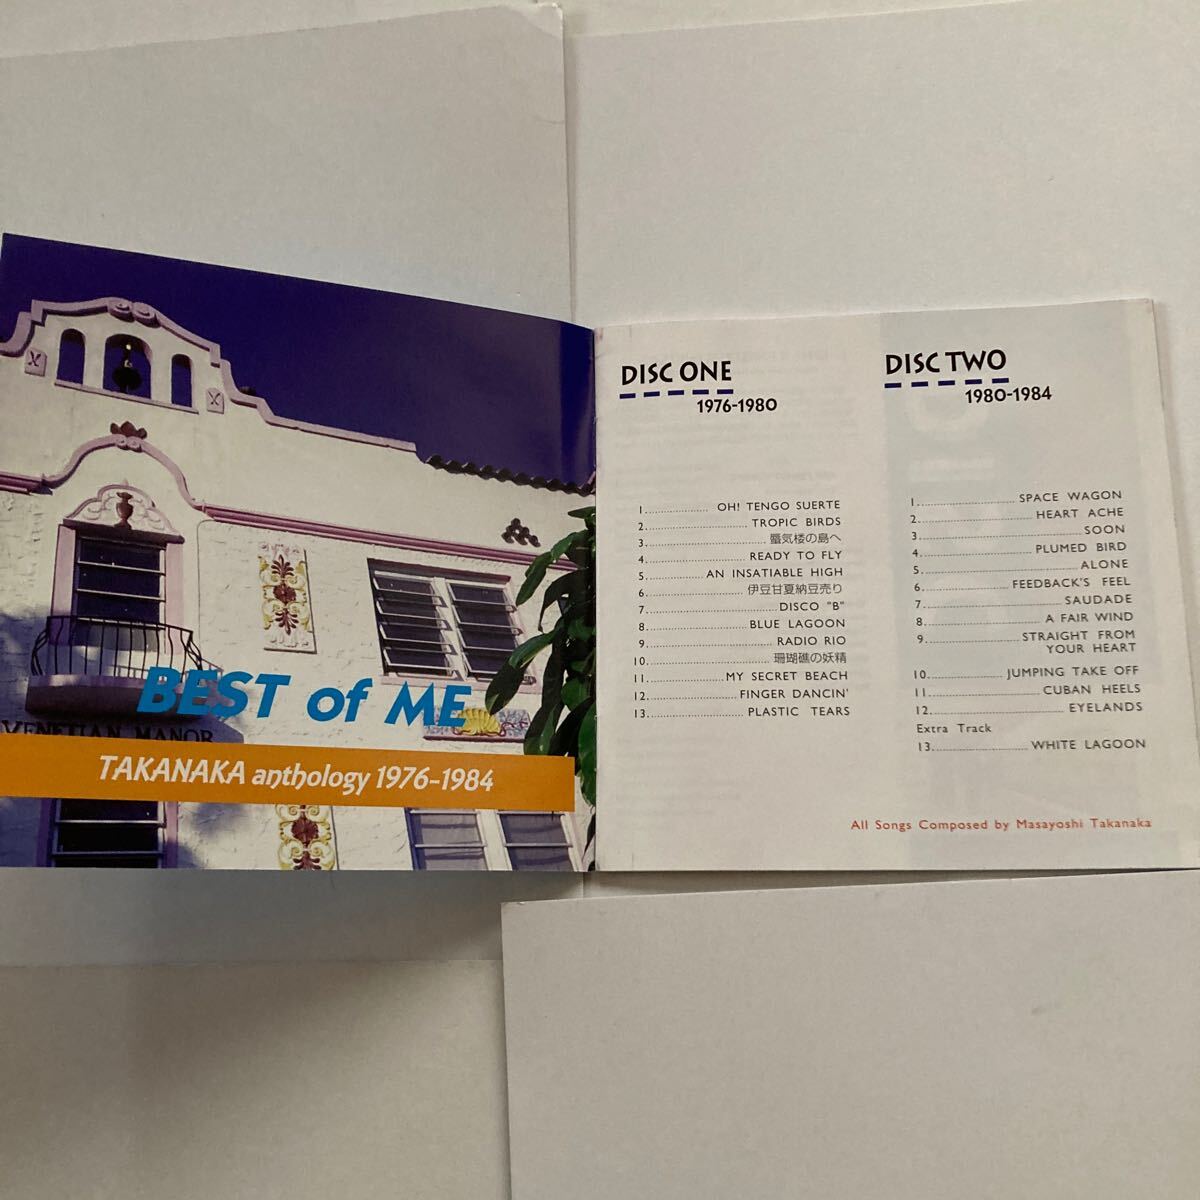 VENETIAN MANOR
BEST of ME
TAKANAKA anthology 1976-1984
DISC ONE
1976-1980
1. OH! TENGO SUERTE
2. TROPIC BIRDS
3. 蜃気楼の島へ
4. READY TO FLY
5. AN INSATIABLE HIGH
6. 伊豆甘夏納豆売り
7. DISCO "B"
8. BLUE LAGOON
9. RADIO RIO
10. 珊瑚礁の妖精
11. MY SECRET BEACH
12. FINGER DANCIN'
13. PLASTIC TEARS
DISC TWO
1980-1984
1. SPACE WAGON
2. HEART ACHE
3. SOON
4. PLUMED BIRD
5. ALONE
6. FEEDBACK'S FEEL
7. SAUDADE
8. A FAIR WIND
9. STRAIGHT FROM
YOUR HEART
10. JUMPING TAKE OFF
11. CUBAN HEELS
12. EYELANDS
Extra Track
13. WHITE LAGOON
All Songs Composed by Masayoshi Takanaka